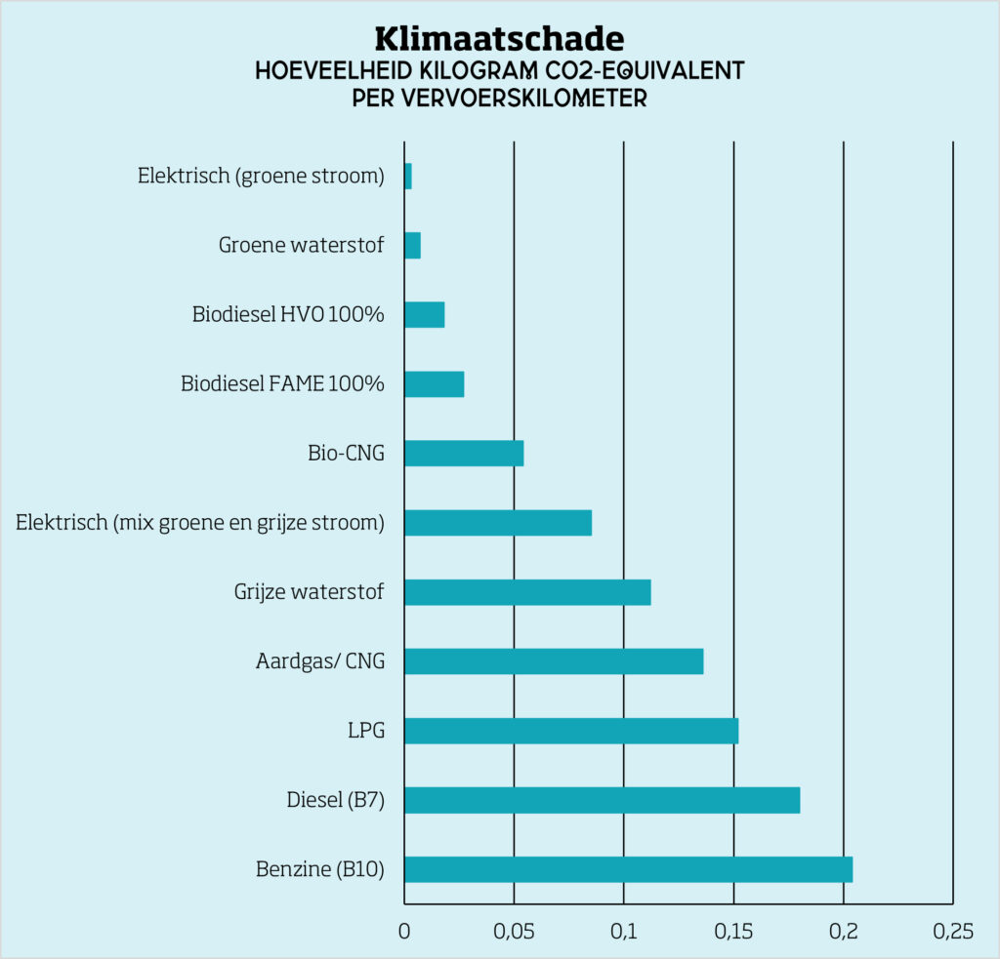 Klimaatschade
HOEVEELHEID KILOGRAM CO2-EQUIVALENT
PER VERVOERSKILOMETER
Elektrisch (groene stroom)
Groene waterstof
Biodiesel HVO 100%
Biodiesel FAME 100%
Bio-CNG
Elektrisch (mix groene en grijze stroom)
Grijze waterstof
Aardgas/ CNG
LPG
Diesel (B7)
Benzine (B10)
0 0,05 0,1 0,15 0,2 0,25